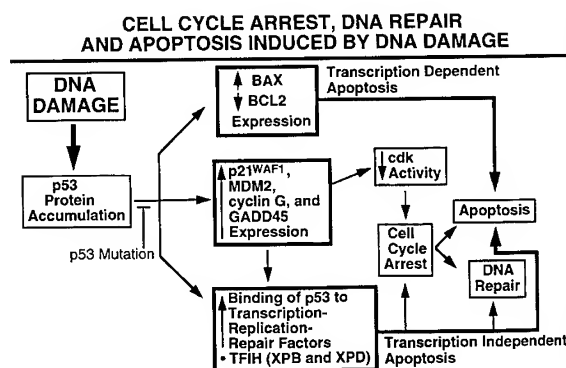 CELL CYCLE ARREST, DNA REPAIR
AND APOPTOSIS INDUCED BY DNA DAMAGE
DNA
DAMAGE
BAX
BCL2
Expression
Transcription Dependent
Apoptosis
p53
Protein
Accumulation
p53 Mutation
p21WAF1,
MDM2,
cyclin G, and
GADD45
Expression
cdk
Activity
Apoptosis
Cell
Cycle
Arrest
DNA
Repair
Binding of p53 to
Transcription-
Replication-
Repair Factors
• TFIH (XPB and XPD)
Transcription Independent
Apoptosis